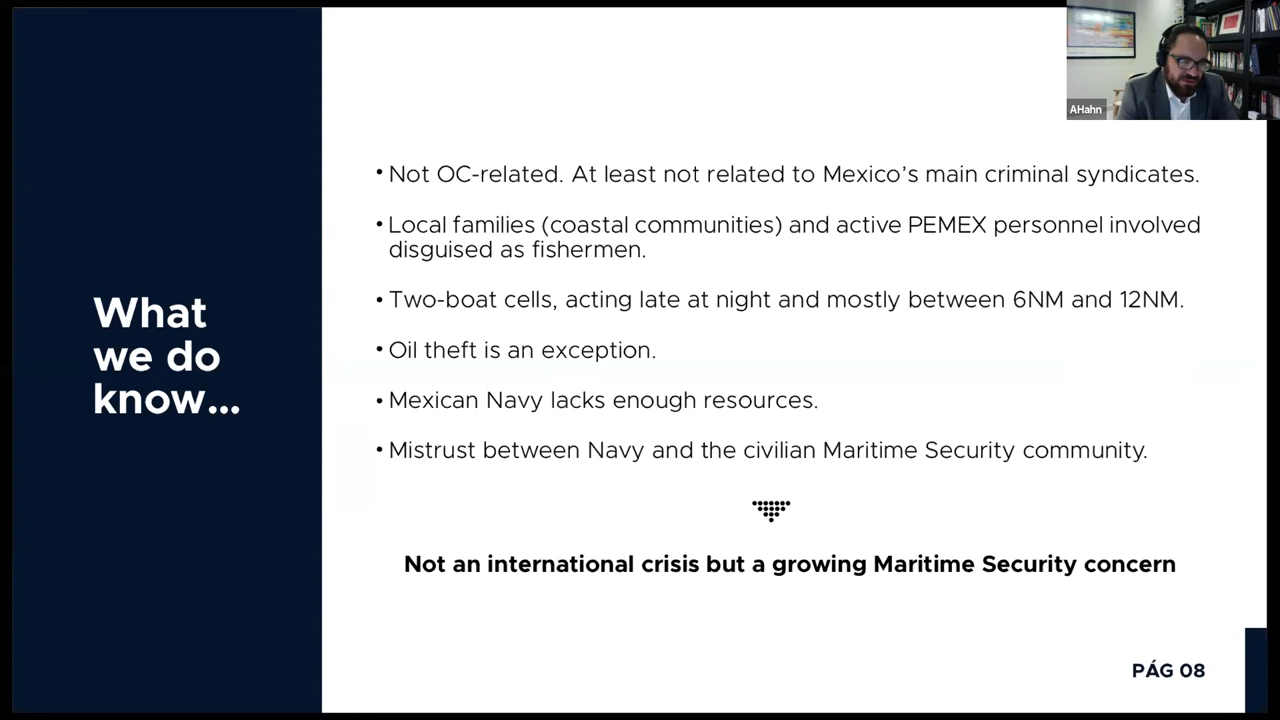 AHahn
What
we do
know...
• Not OC-related. At least not related to Mexico’s main criminal syndicates.
• Local families (coastal communities) and active PEMEX personnel involved
disguised as fishermen.
• Two-boat cells, acting late at night and mostly between 6NM and 12NM.
• Oil theft is an exception.
• Mexican Navy lacks enough resources.
• Mistrust between Navy and the civilian Maritime Security community.
Not an international crisis but a growing Maritime Security concern
PÁG 08